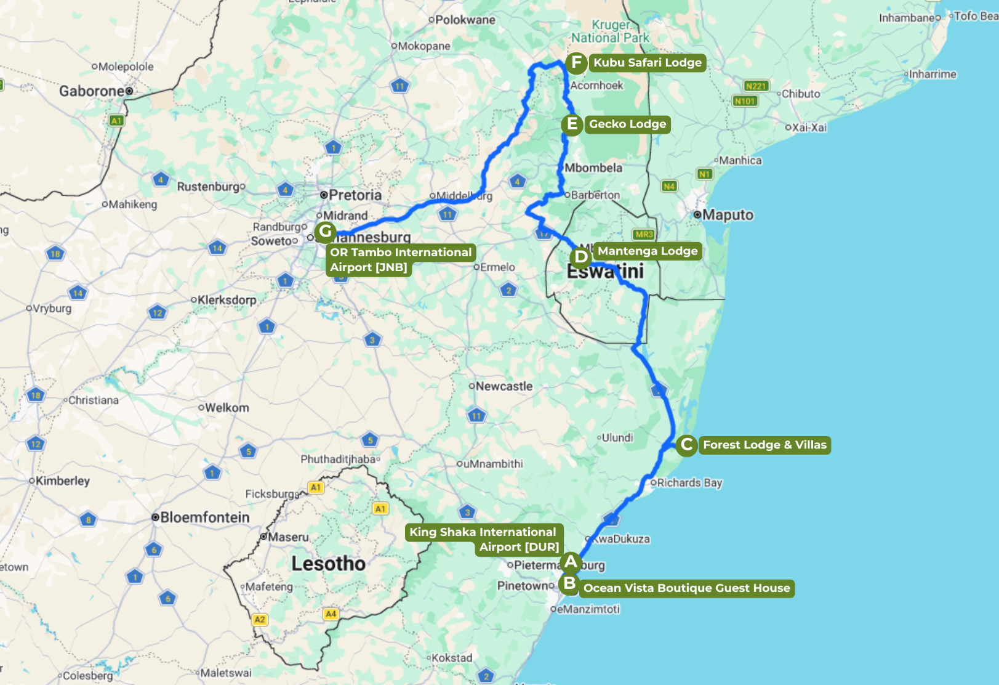 Polokwane
Inhambane
Kruger
National Park
Mokopane
Molepolole
F
Kubu Safari Lodge
Inharrime
11
Acornhoek
N221
Gaborone
Chibuto
N101
A1
E
Gecko Lodge
Xai-Xai
1
Manhica
Mbombela
N1
4
Rustenburg
4
4
N4
Pretoria
Middelburg
Barberton
Mahikeng
Midrand
11
Maputo
Randburg
G
Soweto
17
MR3
18
14
OR Tambo International
Airport [JNB]
D
Mantenga Lodge
Ermelo
Eswatini
1
2
14
Klerksdorp
Vryburg
12
1
3
Newcastle
18
Christiana
Welkom
11
Ulundi
12
5
5
C
Forest Lodge & Villas
Phuthaditjhaba
uMnambithi
1
Kimberley
A1
Richards Bay
Ficksburg
A1
3
Bloemfontein
8
King Shaka International
Airport [DUR]
Maseru
KwaDukuza
6
Lesotho
A
1
Mafeteng
Pinetown
B
Ocean Vista Boutique Guest House
6
A4
eManzimtoti
A2
Kokstad
Maletswai
Colesberg
2